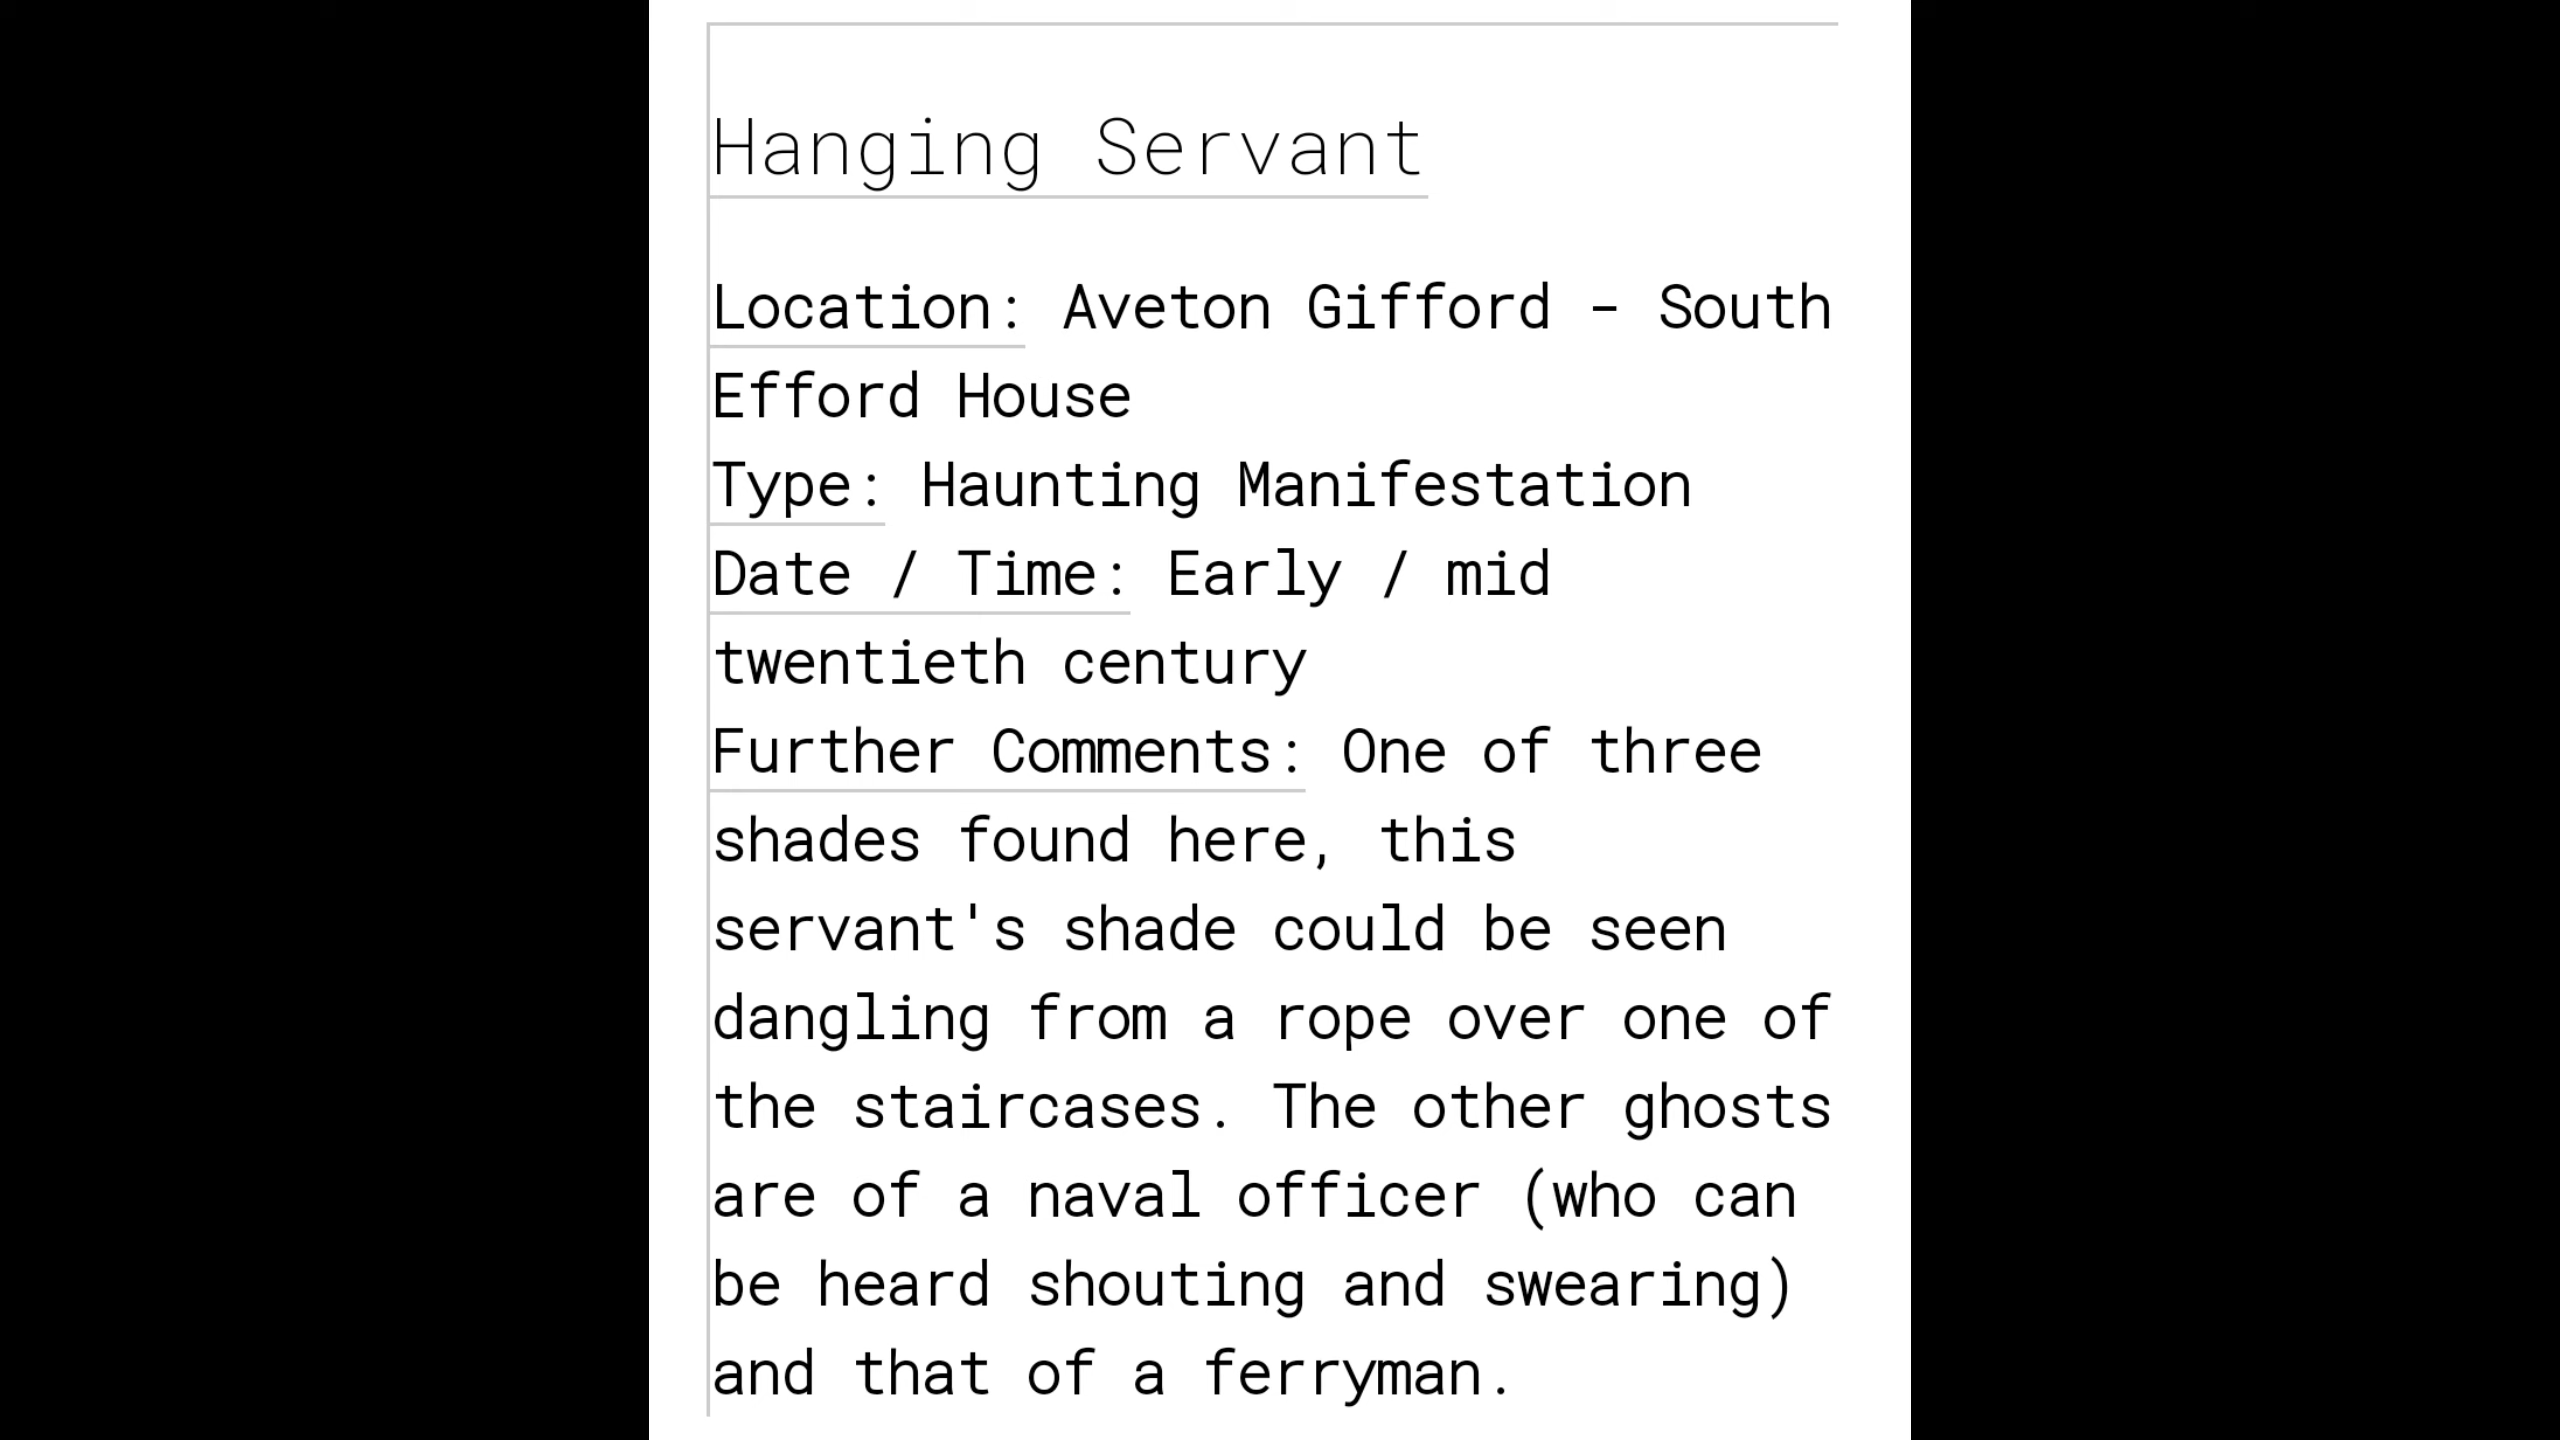 Hanging Servant
Location: Aveton Gifford - South
Efford House
Type: Haunting Manifestation
Date / Time: Early / mid
twentieth century
Further Comments: One of three
shades found here, this
servant's shade could be seen
dangling from a rope over one of
the staircases. The other ghosts
are of a naval officer (who can
be heard shouting and swearing)
and that of a ferryman.